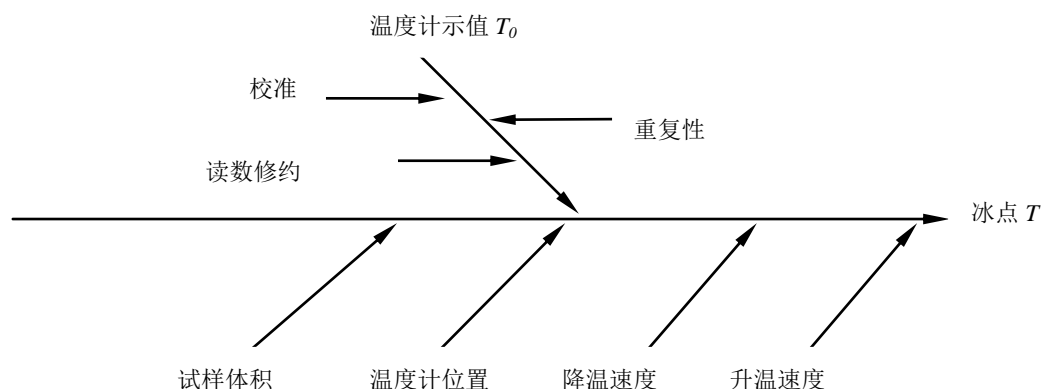 温度计示值 T₀
校准
重复性
读数修约
冰点 T
试样体积
温度计位置
降温速度
升温速度